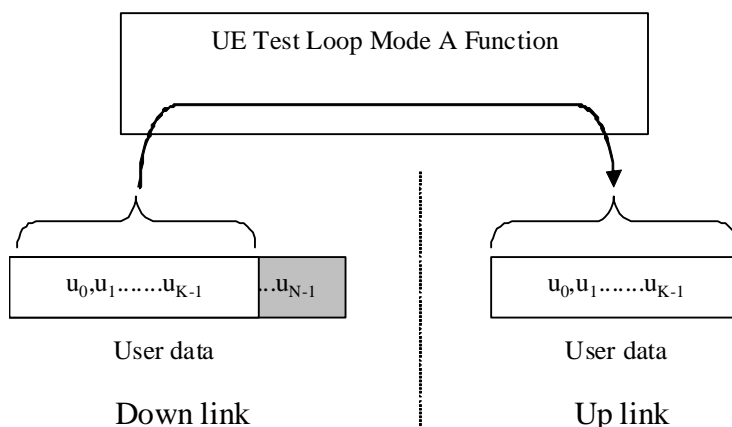 UE Test Loop Mode A Function
u0,u1.......uK-1 ...uN-1
u0,u1.......uK-1
User data
User data
Down link
Up link